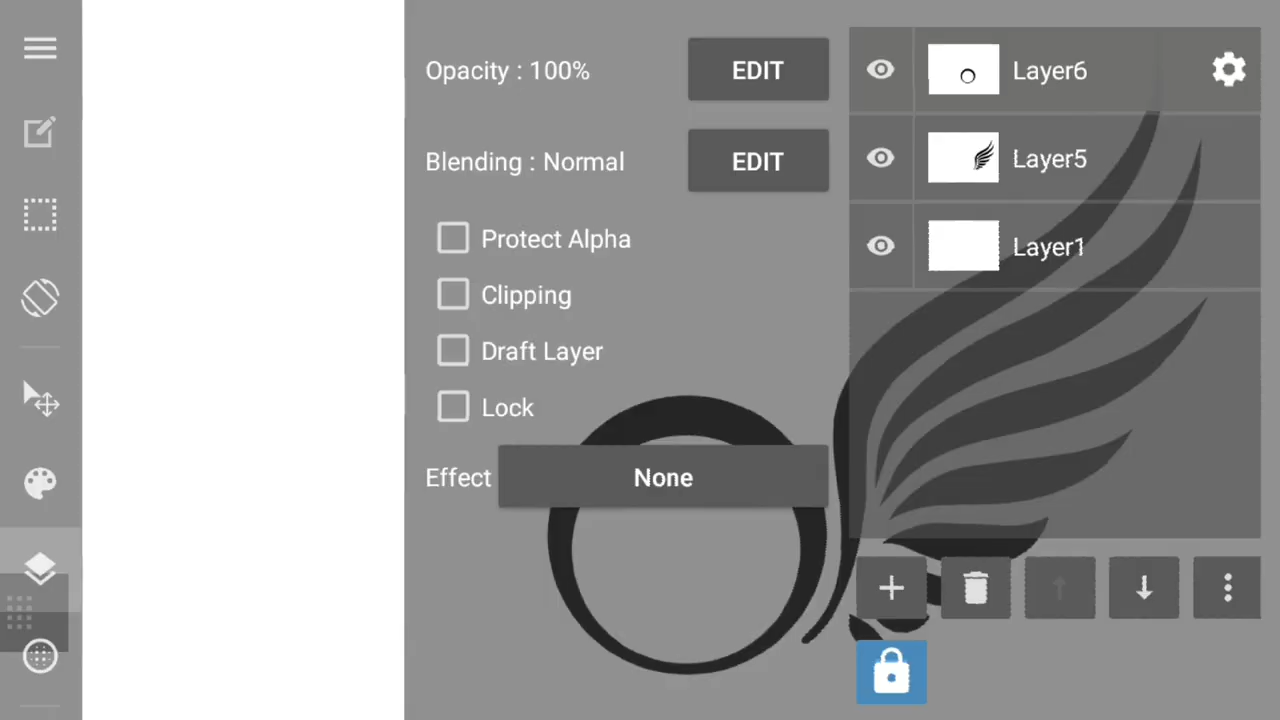 Opacity : 100%
EDIT
Blending : Normal
EDIT
Protect Alpha
Clipping
Draft Layer
Lock
Effect
None
Layer6
Layer5
Layer1